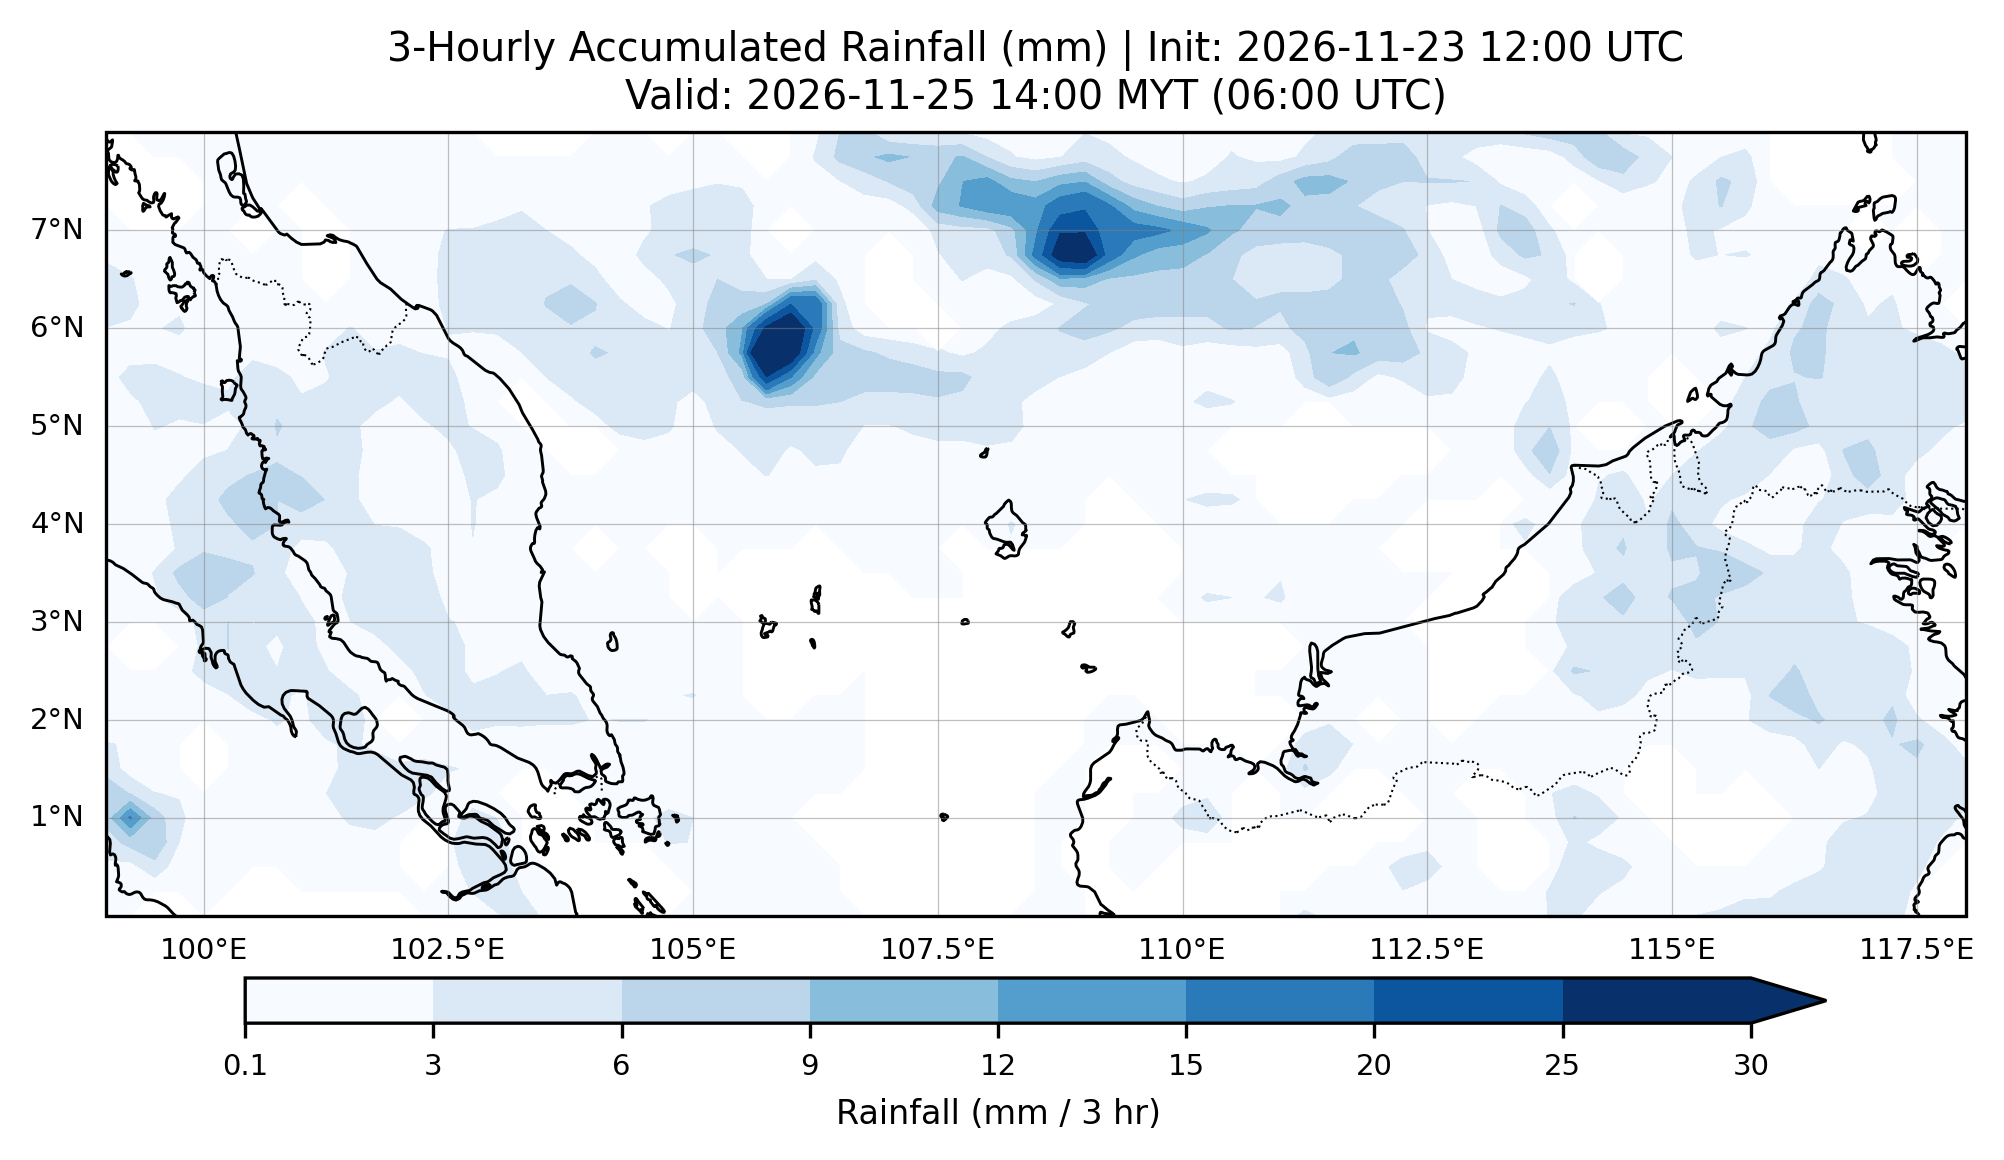 3-Hourly Accumulated Rainfall (mm) | Init: 2026-11-23 12:00 UTC
Valid: 2026-11-25 14:00 MYT (06:00 UTC)
7°N
6°N
5°N
4°N
3°N
2°N
1°N
100°E 102.5°E 105°E 107.5°E 110°E 112.5°E 115°E 117.5°E
0.1 3 6 9 12 15 20 25 30
Rainfall (mm / 3 hr)